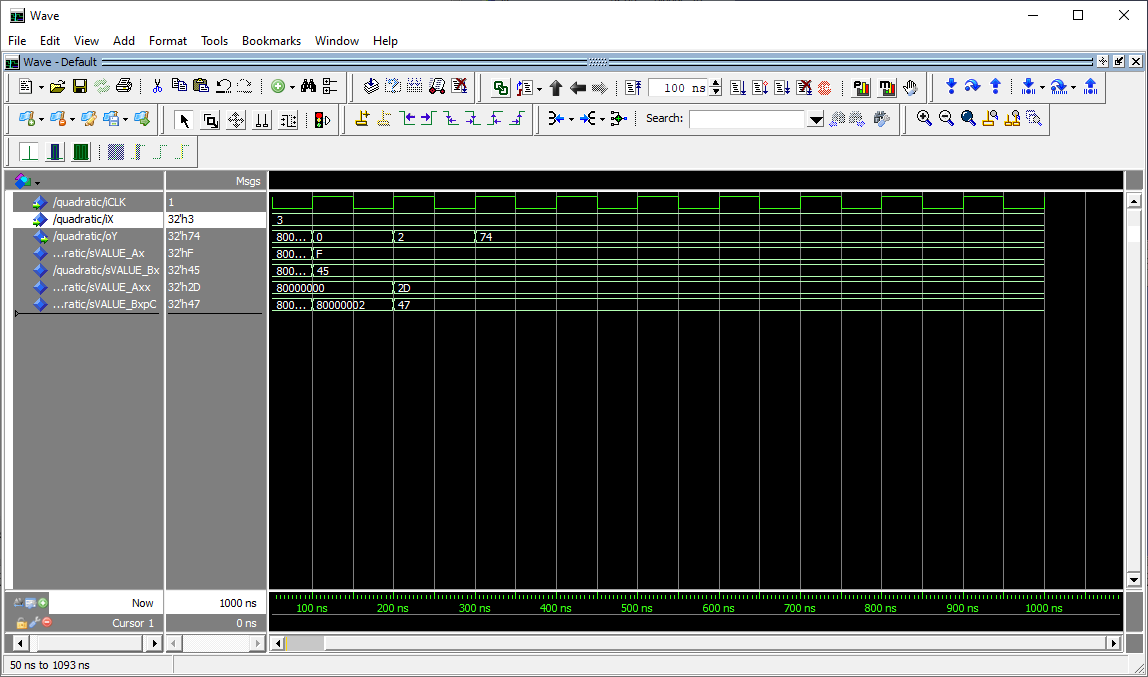 Wave
File Edit View Add Format Tools Bookmarks Window Help
Wave - Default
100 ns
Search:
Msgs
/quadratic/iCLK 1
/quadratic/iX 32'h3 3
/quadratic/oY 32'h74 800... 0 2 74
...ratic/sVALUE_Ax 32'hF 800... F
/quadratic/sVALUE_Bx 32'h45 800... 45
...ratic/sVALUE_Axx 32'h2D 80000000 2D
...ratic/sVALUE_BxpC 32'h47 800... 80000002 47
Now 1000 ns 100 ns 200 ns 300 ns 400 ns 500 ns 600 ns 700 ns 800 ns 900 ns 1000 ns
Cursor 1 0 ns
50 ns to 1093 ns